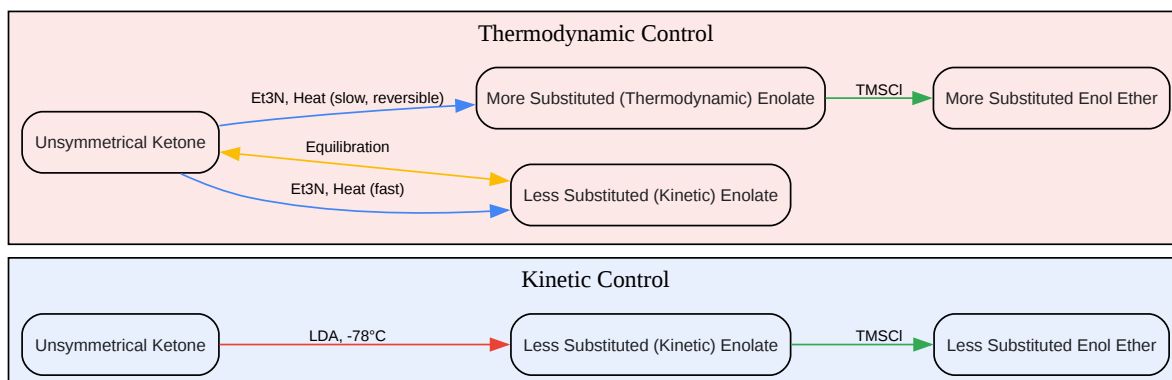 Thermodynamic Control
Et3N, Heat (slow, reversible)
More Substituted (Thermodynamic) Enolate
TMSCl
More Substituted Enol Ether
Unsymmetrical Ketone
Equilibration
Et3N, Heat (fast)
Less Substituted (Kinetic) Enolate
Kinetic Control
Unsymmetrical Ketone
LDA, -78°C
Less Substituted (Kinetic) Enolate
TMSCl
Less Substituted Enol Ether